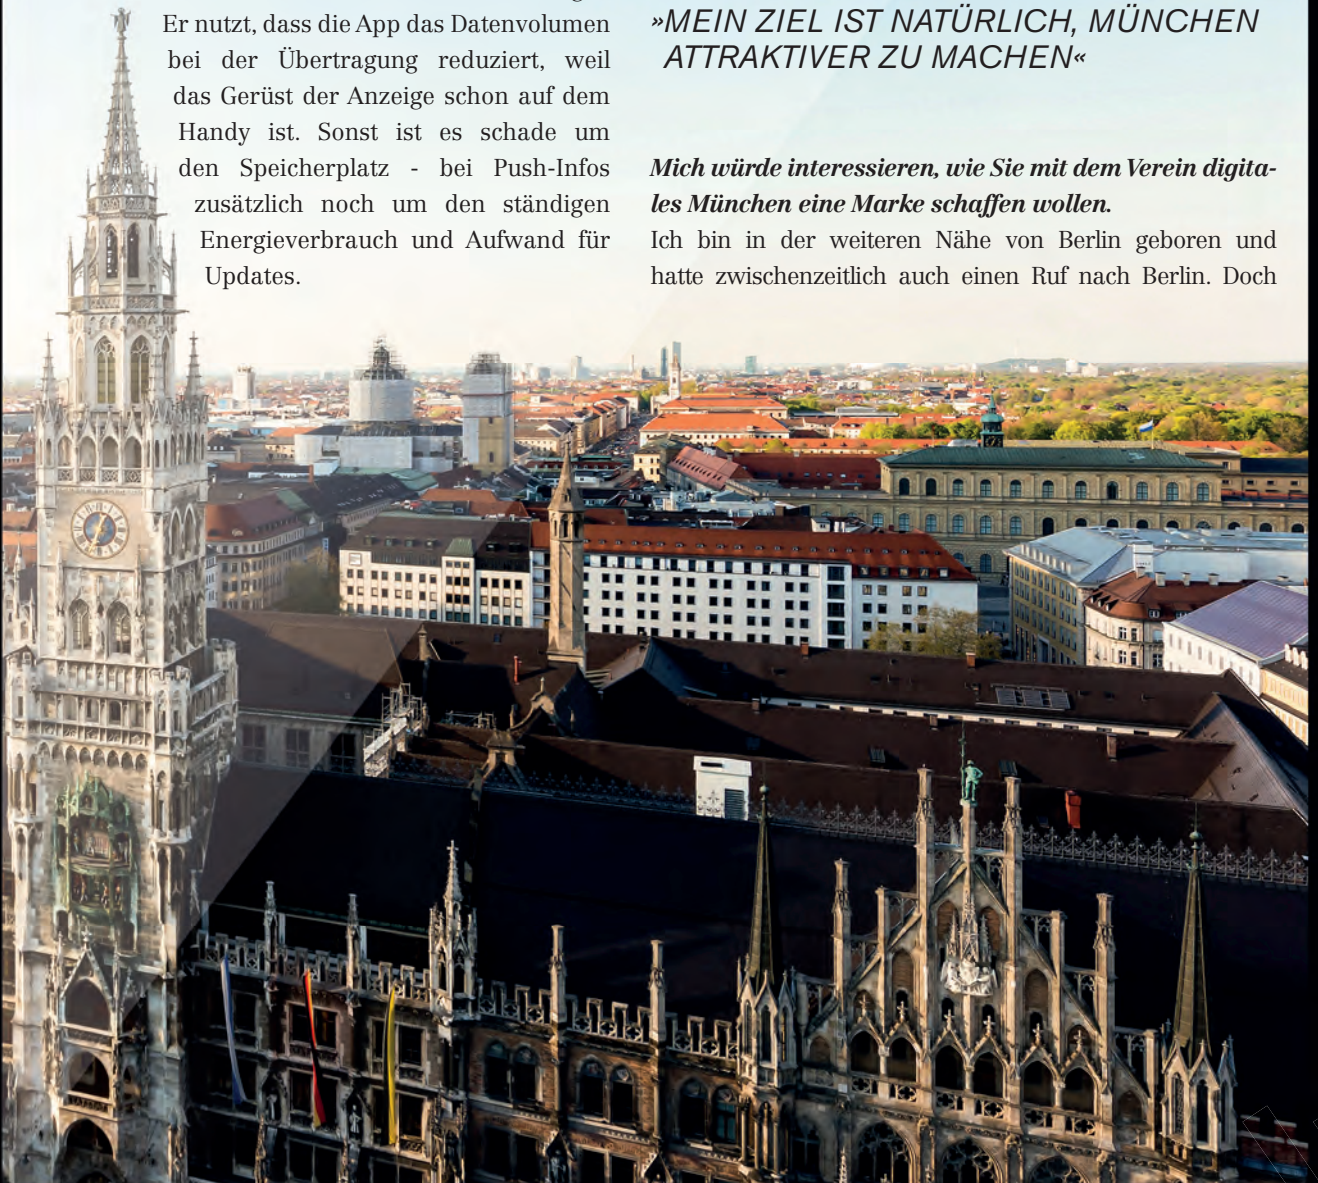 Er nutzt, dass die App das Datenvolumen
bei der Übertragung reduziert, weil
das Gerüst der Anzeige schon auf dem
Handy ist. Sonst ist es schade um
den Speicherplatz - bei Push-Infos
zusätzlich noch um den ständigen
Energieverbrauch und Aufwand für
Updates.
»MEIN ZIEL IST NATÜRLICH, MÜNCHEN
ATTRAKTIVER ZU MACHEN«
Mich würde interessieren, wie Sie mit dem Verein digita-
les München eine Marke schaffen wollen.
Ich bin in der weiteren Nähe von Berlin geboren und
hatte zwischenzeitlich auch einen Ruf nach Berlin. Doch